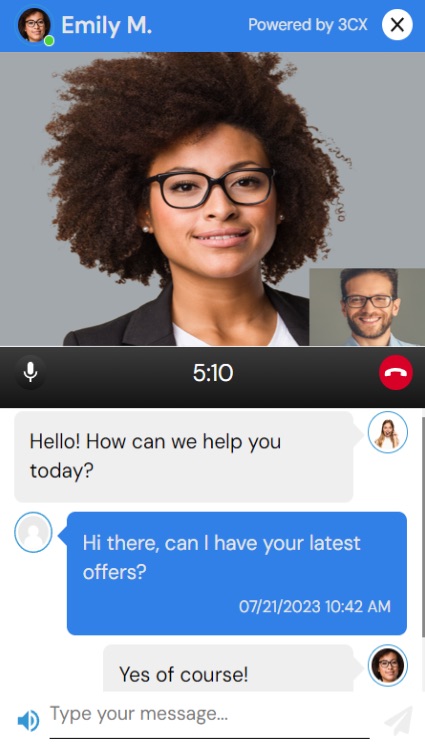 Emily M.
Powered by 3CX
5:10
Hello! How can we help you
today?
Hi there, can I have your latest
offers?
07/21/2023 10:42 AM
Yes of course!
Type your message...